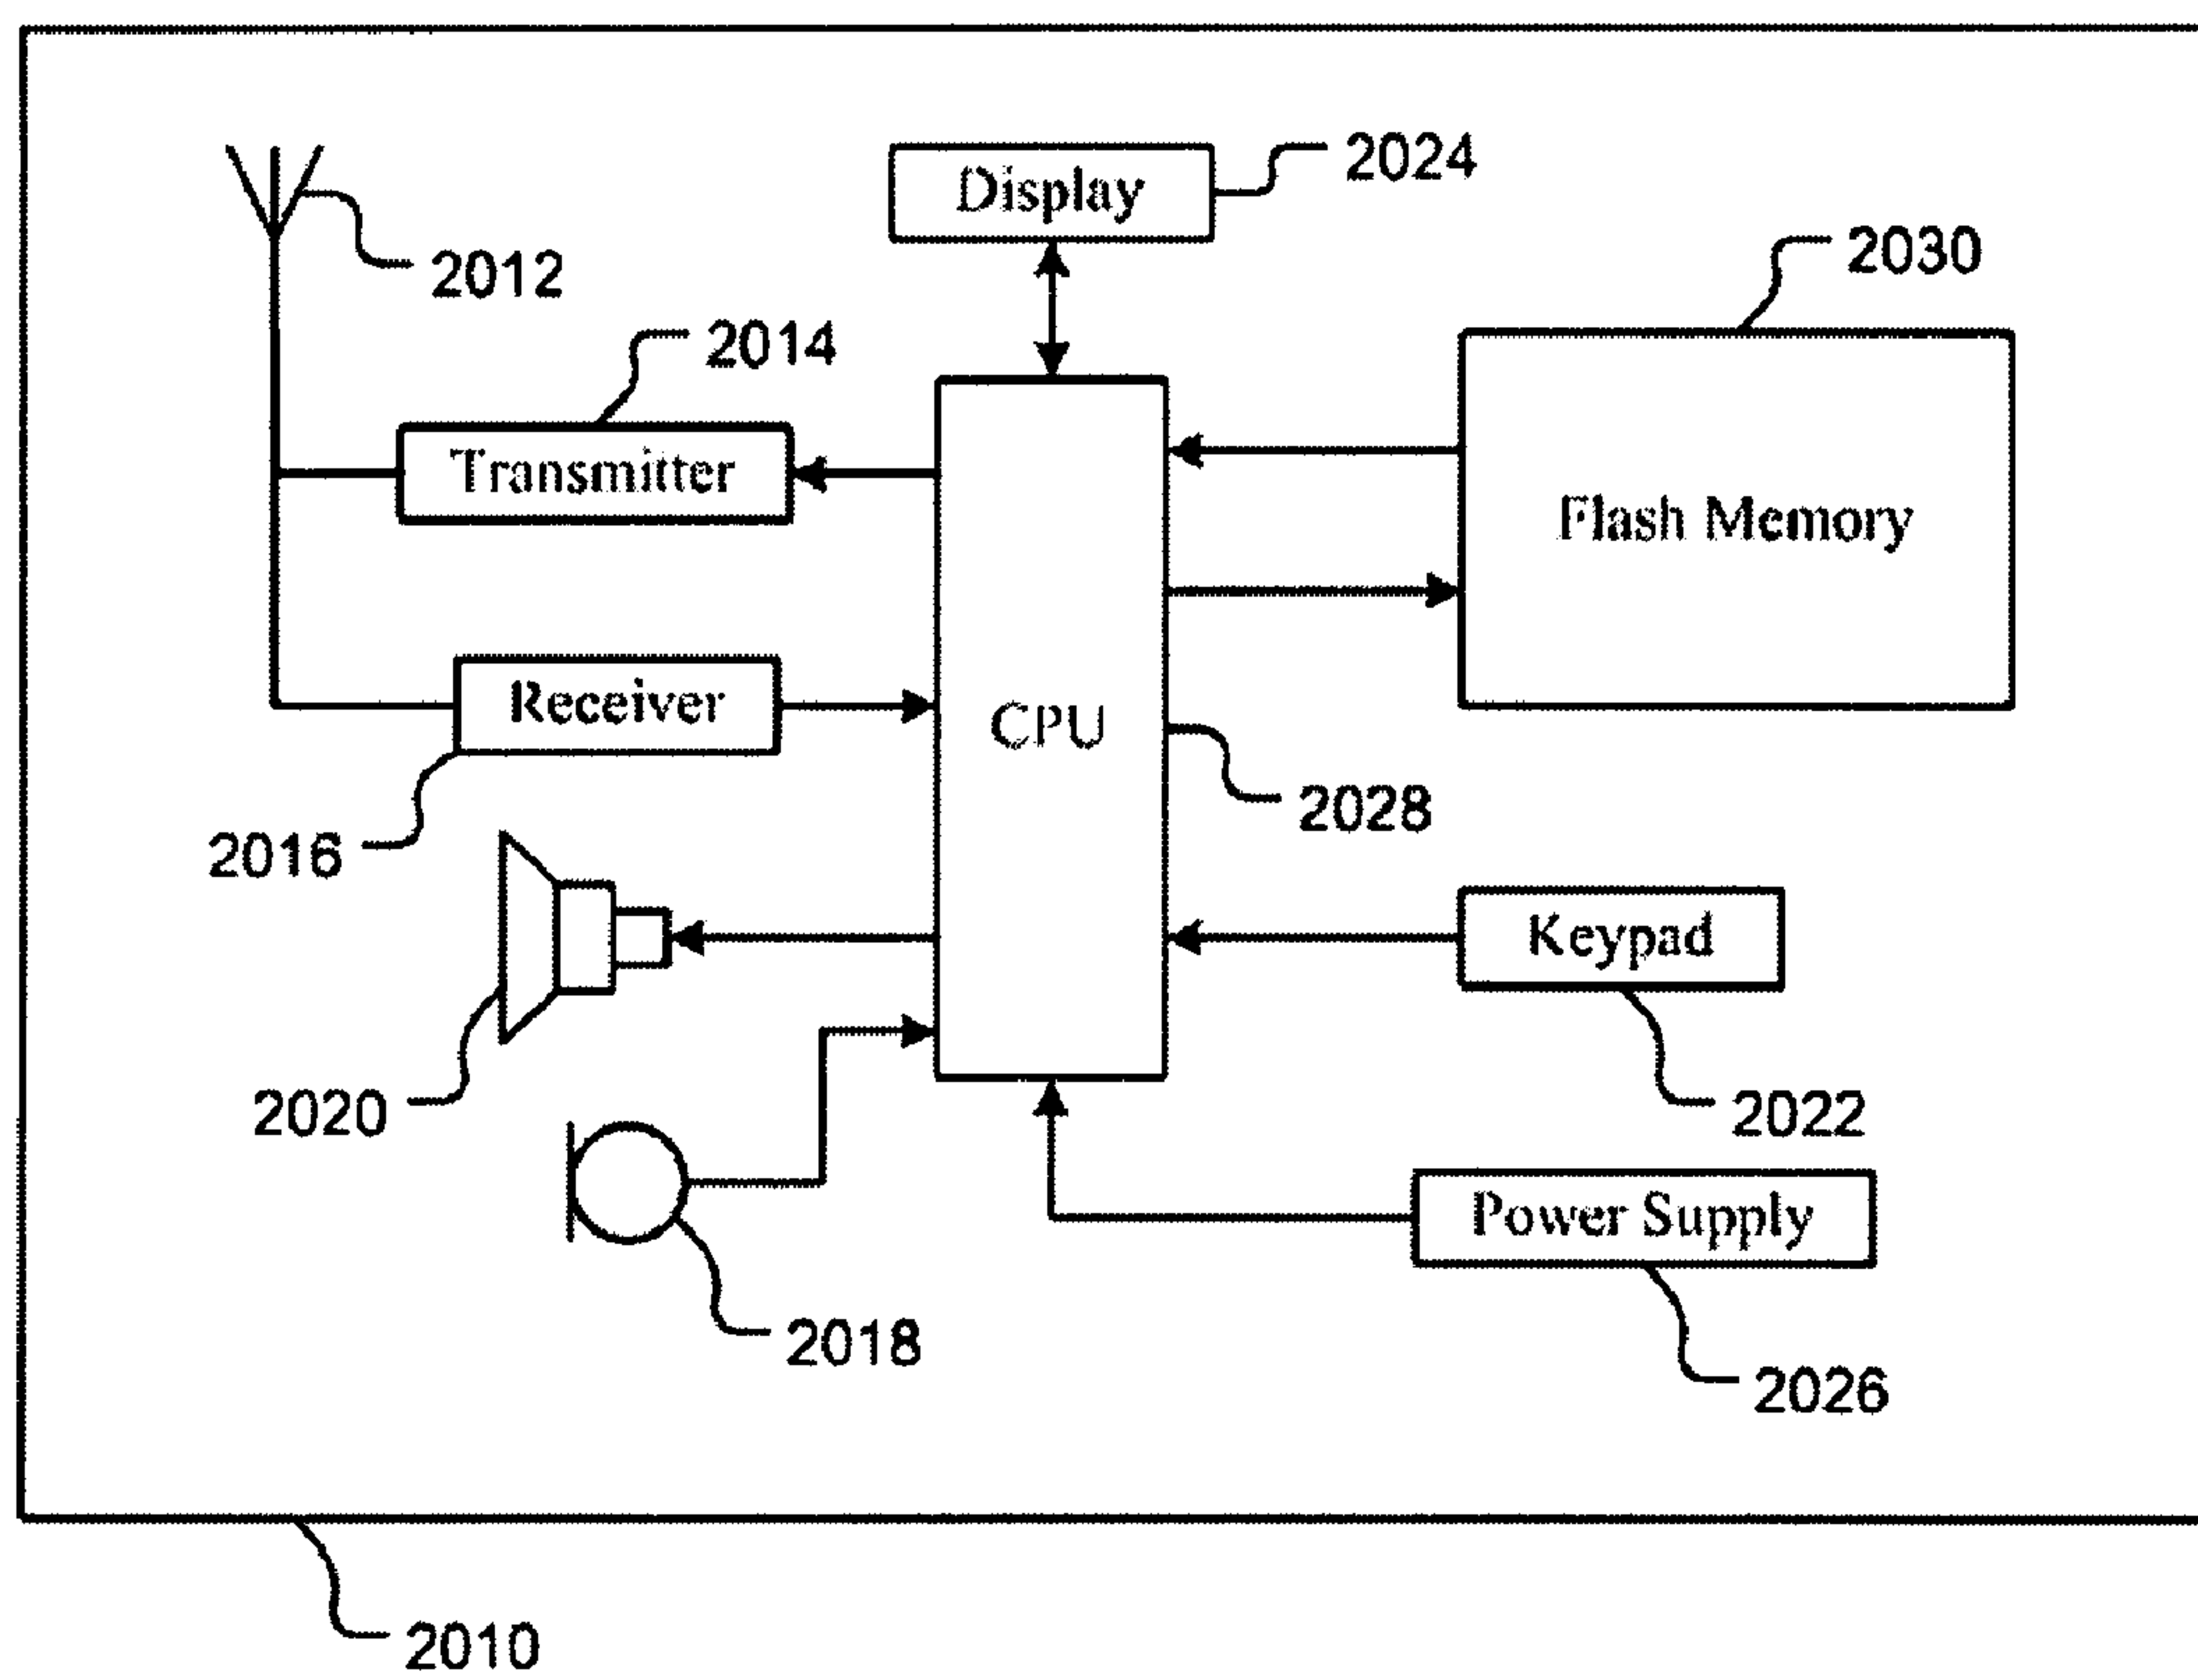 Display
2024
2012
2030
2014
Transmitter
Flash Memory
Receiver
CPU
2028
2016
Keypad
2020
2022
Power Supply
2018
2026
2010